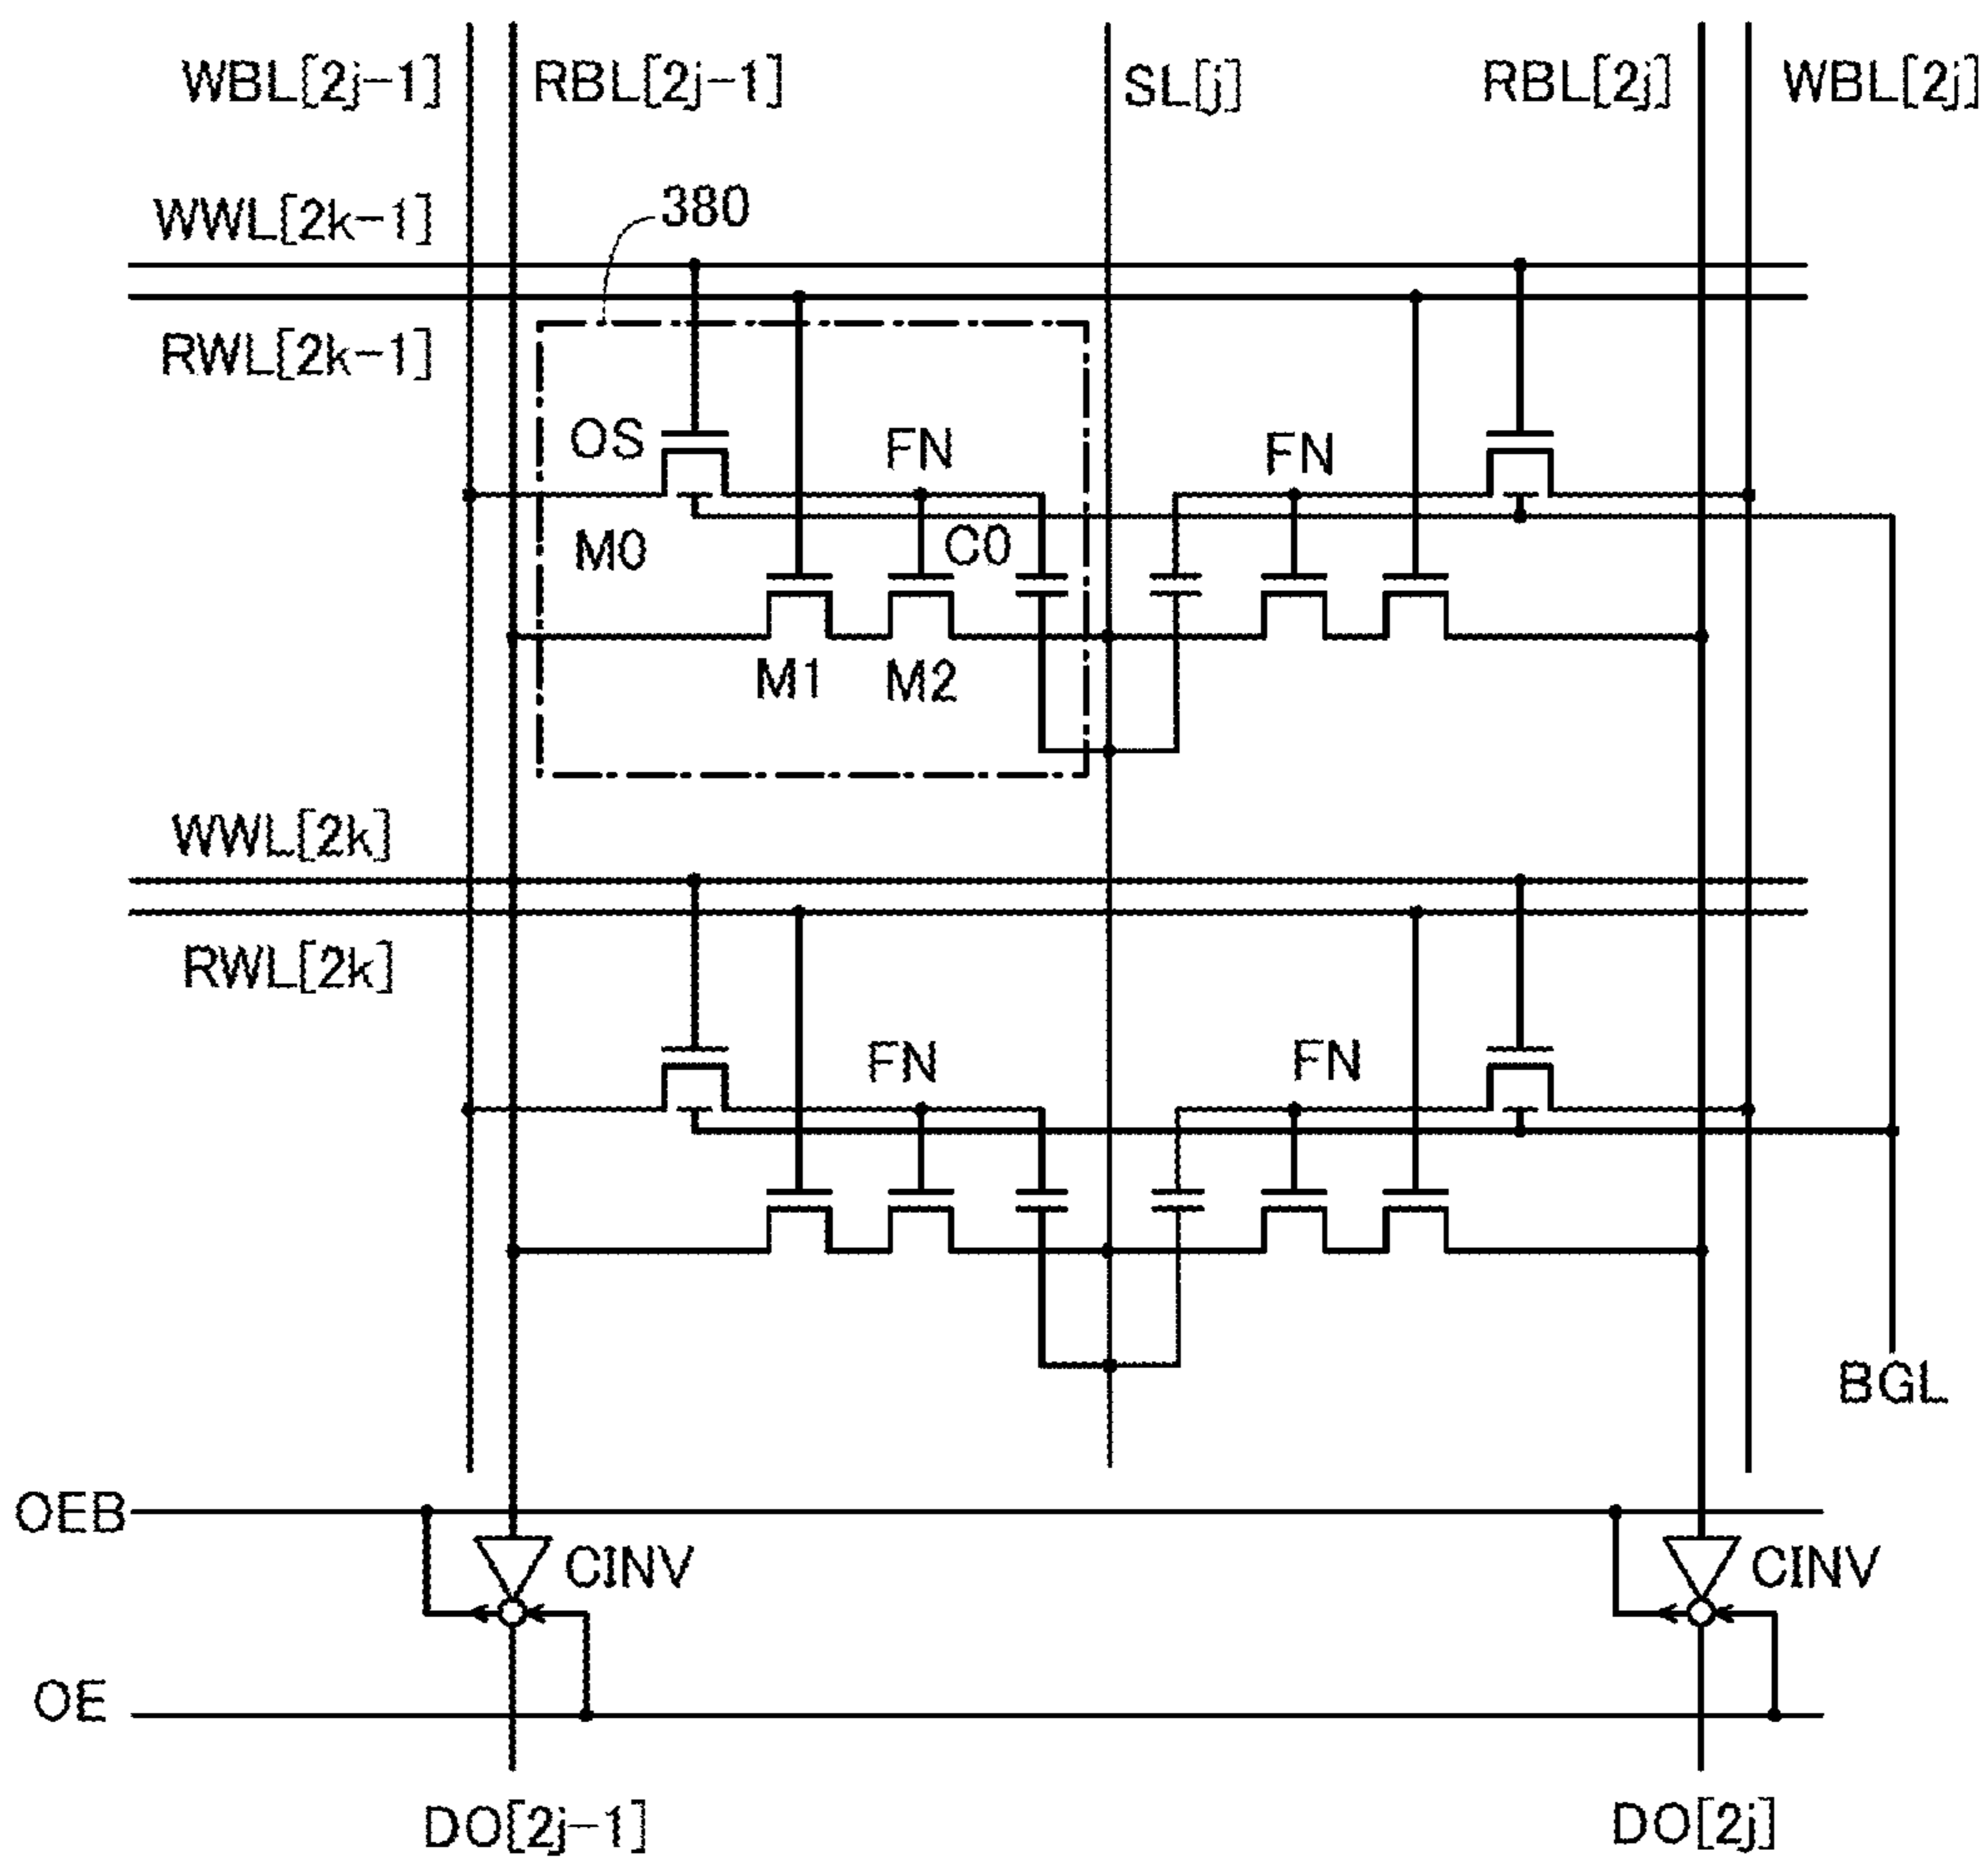 WBL[2j-1]
RBL[2j-1]
SL[j]
RBL[2j]
WBL[2j]
WWL[2k-1]
380
RWL[2k-1]
OS
FN
FN
M0
C0
M1
M2
WWL[2k]
RWL[2k]
FN
FN
BGL
OEB
CINV
CINV
OE
DO[2j-1]
DO[2j]